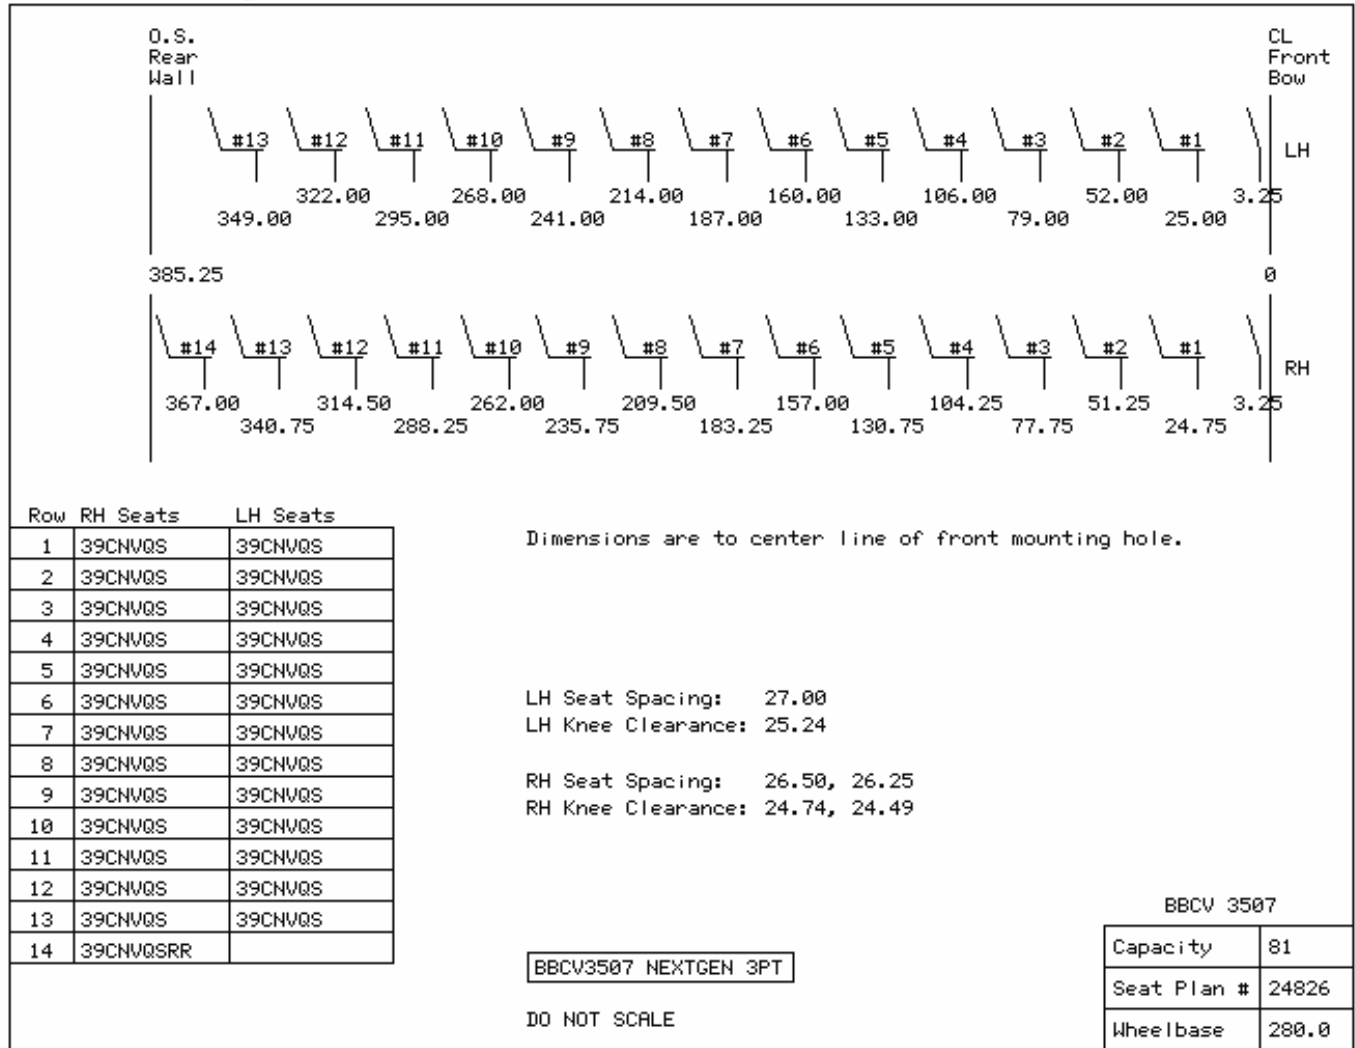 O.S. CL
Rear Front
Wall Bow
#13 #12 #11 #10 #9 #8 #7 #6 #5 #4 #3 #2 #1 LH
322.00 268.00 214.00 160.00 106.00 52.00 3.25
349.00 295.00 241.00 187.00 133.00 79.00 25.00
385.25 0
#14 #13 #12 #11 #10 #9 #8 #7 #6 #5 #4 #3 #2 #1 RH
367.00 314.50 262.00 209.50 157.00 104.25 51.25 3.25
340.75 288.25 235.75 183.25 130.75 77.75 24.75
Row RH Seats LH Seats
1 39CNVQS 39CNVQS
2 39CNVQS 39CNVQS
3 39CNVQS 39CNVQS
4 39CNVQS 39CNVQS
5 39CNVQS 39CNVQS
6 39CNVQS 39CNVQS
7 39CNVQS 39CNVQS
8 39CNVQS 39CNVQS
9 39CNVQS 39CNVQS
10 39CNVQS 39CNVQS
11 39CNVQS 39CNVQS
12 39CNVQS 39CNVQS
13 39CNVQS 39CNVQS
14 39CNVQSRR
Dimensions are to center line of front mounting hole.
LH Seat Spacing: 27.00
LH Knee Clearance: 25.24
RH Seat Spacing: 26.50, 26.25
RH Knee Clearance: 24.74, 24.49
BBCV3507 NEXTGEN 3PT
DO NOT SCALE
BBCV 3507
Capacity 81
Seat Plan # 24826
Wheelbase 280.0